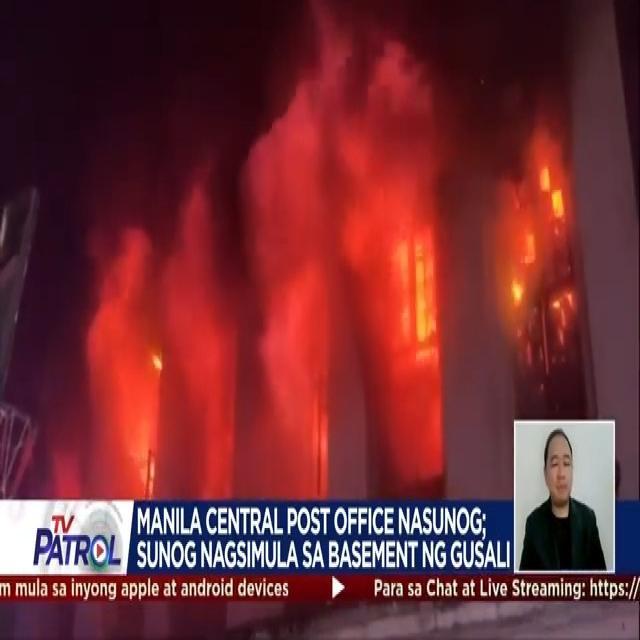 TV
PATROL
MANILA CENTRAL POST OFFICE NASUNOG;
SUNOG NAGSIMULA SA BASEMENT NG GUSALI
m mula sa inyong apple at android devices
Para sa Chat at Live Streaming: https:/